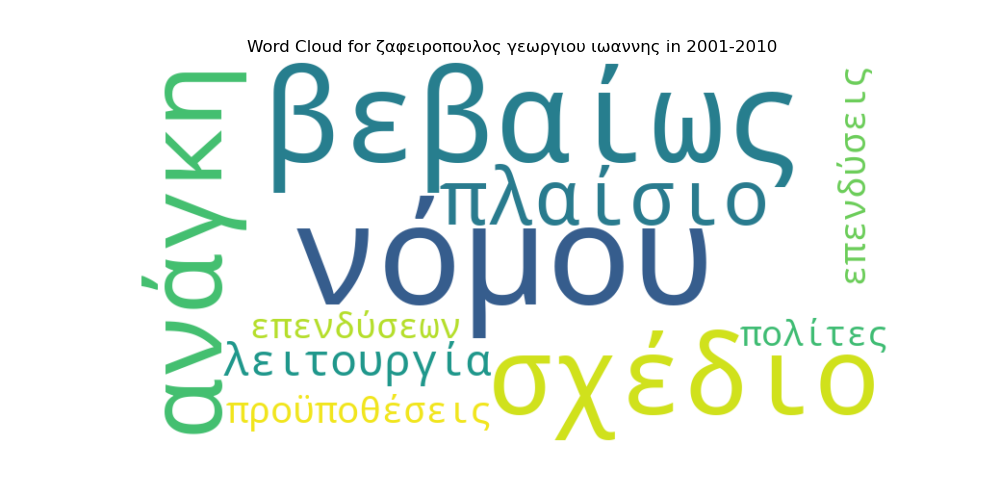 Word Cloud for ζαφειροπουλος γεωργιου ιωαννης in 2001-2010
βεβαίως
ανάγκη
επενδύσεις
πλαίσιο
νόμου
επενδύσεων
πολίτες
λειτουργία
σχέδιο
προϋποθέσεις